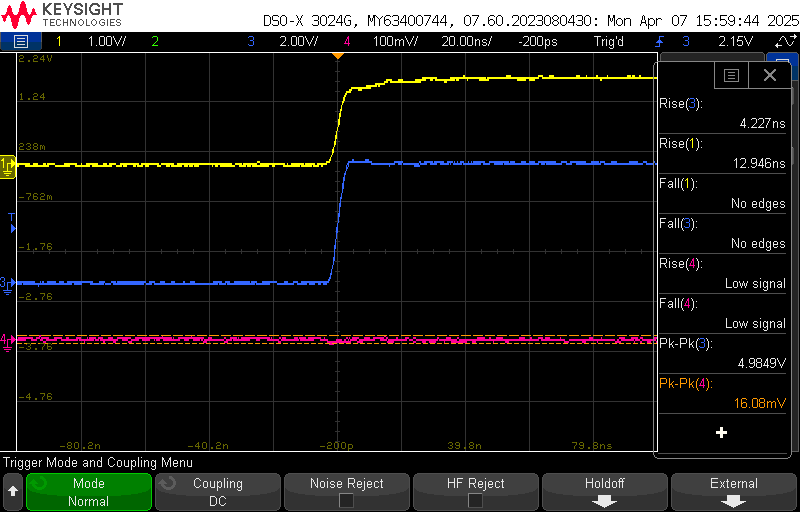 KEYSIGHT
TECHNOLOGIES
DSO-X 3024G, MY63400744, 07.60.2023080430: Mon Apr 07 15:59:44 2025
1 1.00V/ 2 3 2.00V/ 4 100mV/ 20.00ns/ -200ps Trig'd 3 2.15V
2.24V
1.24
238m
-762m
-1.76
-2.76
-3.76
-4.76
1
T
3
4
-80.2n -40.2n -200p 39.8n 79.8ns
Rise(3):
4.227ns
Rise(1):
12.946ns
Fall(1):
No edges
Fall(3):
No edges
Rise(4):
Low signal
Fall(4):
Low signal
Pk-Pk(3):
4.9849V
Pk-Pk(4):
16.08mV
Trigger Mode and Coupling Menu
Mode
Normal
Coupling
DC
Noise Reject
HF Reject
Holdoff
External